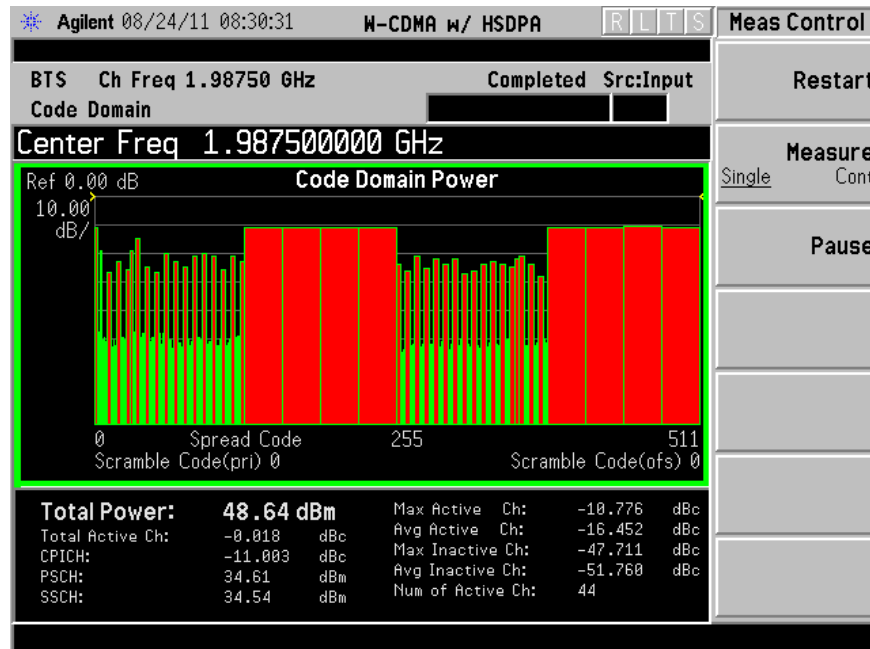 Agilent 08/24/11 08:30:31 W-CDMA w/ HSDPA R L T S Meas Control
BTS Ch Freq 1.98750 GHz Completed Src:Input
Code Domain
Restart
Center Freq 1.987500000 GHz
Measure
Single Cont
Ref 0.00 dB Code Domain Power
10.00
dB/
Pause
0 Spread Code 255 511
Scramble Code(pri) 0 Scramble Code(ofs) 0
Total Power: 48.64 dBm
Total Active Ch: -0.018 dBc
CPICH: -11.003 dBc
PSCH: 34.61 dBm
SSCH: 34.54 dBm
Max Active Ch: -10.776 dBc
Avg Active Ch: -16.452 dBc
Max Inactive Ch: -47.711 dBc
Avg Inactive Ch: -51.760 dBc
Num of Active Ch: 44